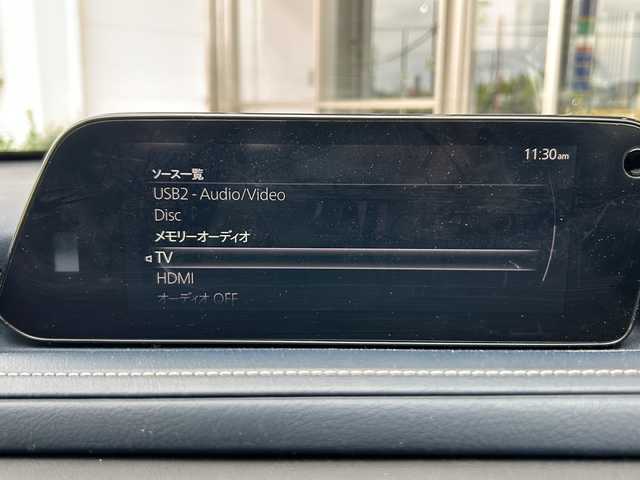 11:30am
ソース一覧
USB2 - Audio/Video
Disc
メモリーオーディオ
TV
HDMI
オーディオ OFF